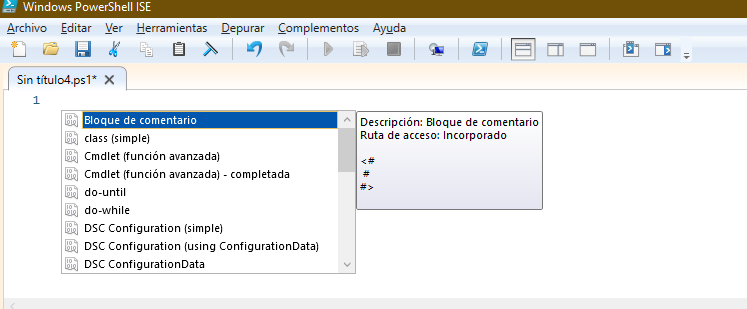 Windows PowerShell ISE
Archivo Editar Ver Herramientas Depurar Complementos Ayuda
Sin título4.ps1*
1
Bloque de comentario
class (simple)
Cmdlet (función avanzada)
Cmdlet (función avanzada) - completada
do-until
do-while
DSC Configuration (simple)
DSC Configuration (using ConfigurationData)
DSC ConfigurationData
Descripción: Bloque de comentario
Ruta de acceso: Incorporado
<#
#
#>